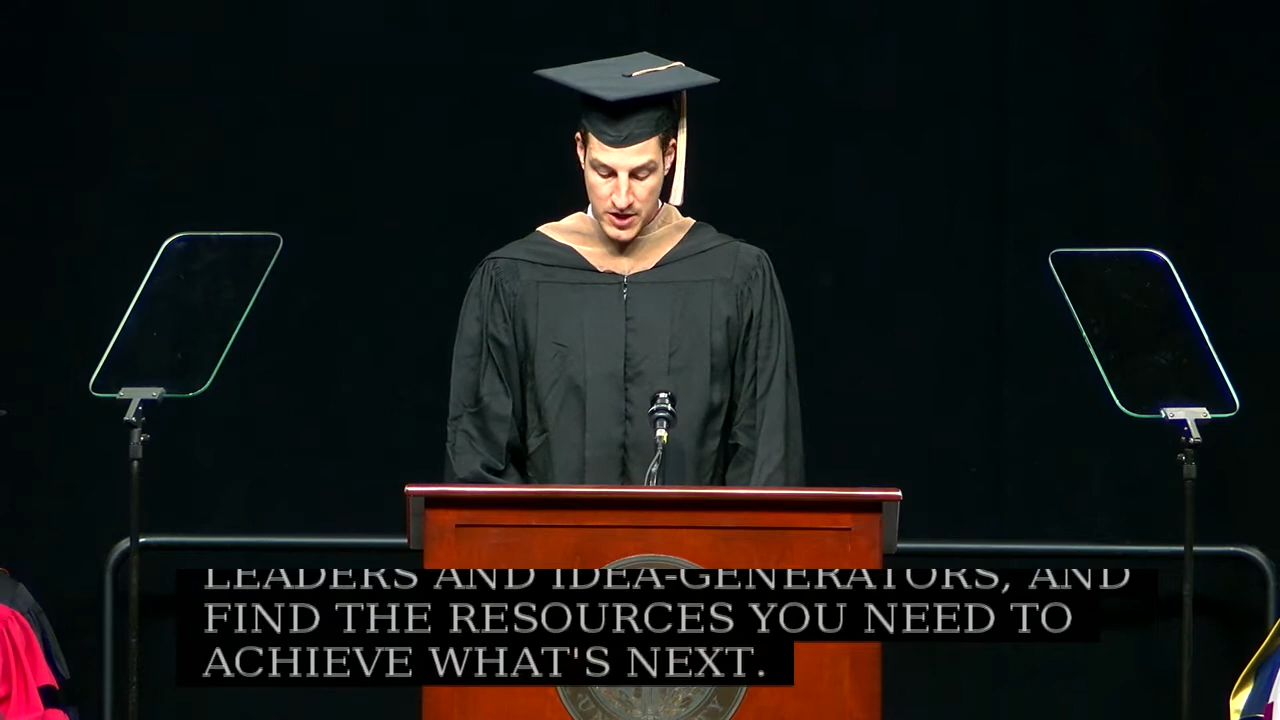 LEADERS AND IDEA-GENERATORS, AND
FIND THE RESOURCES YOU NEED TO
ACHIEVE WHAT'S NEXT.